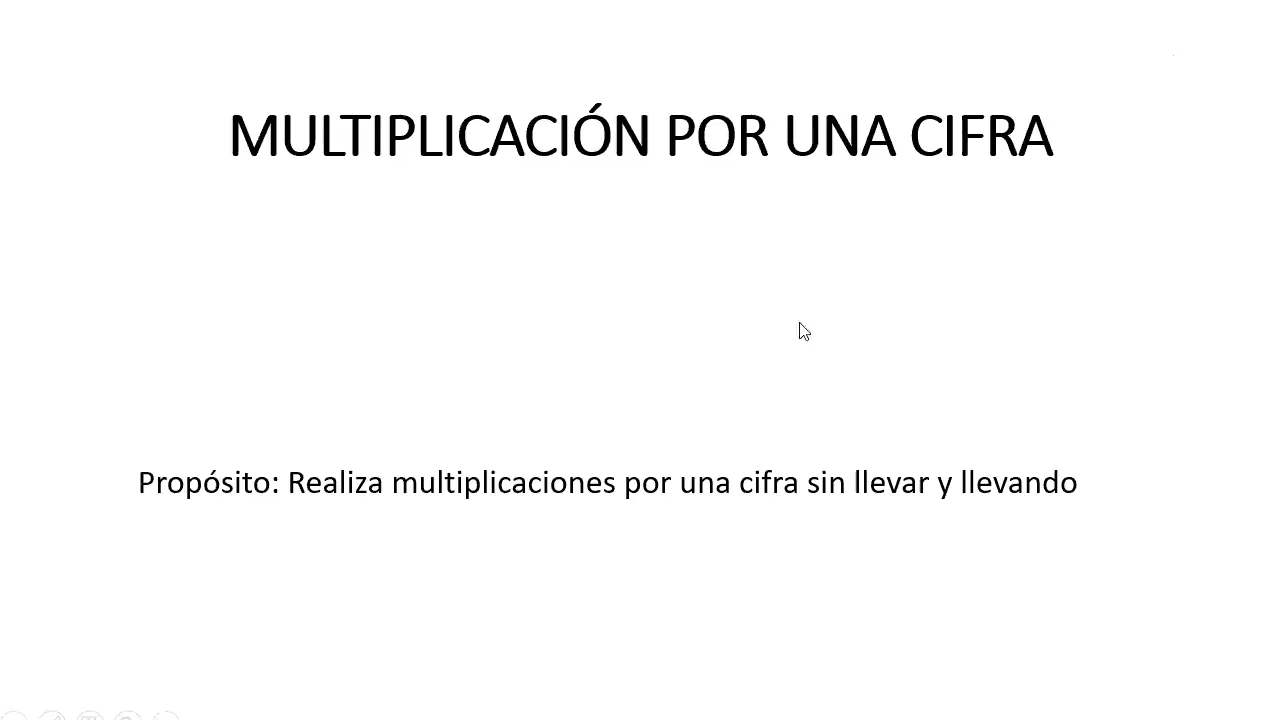 MULTIPLICACIÓN POR UNA CIFRA
Propósito: Realiza multiplicaciones por una cifra sin llevar y llevando